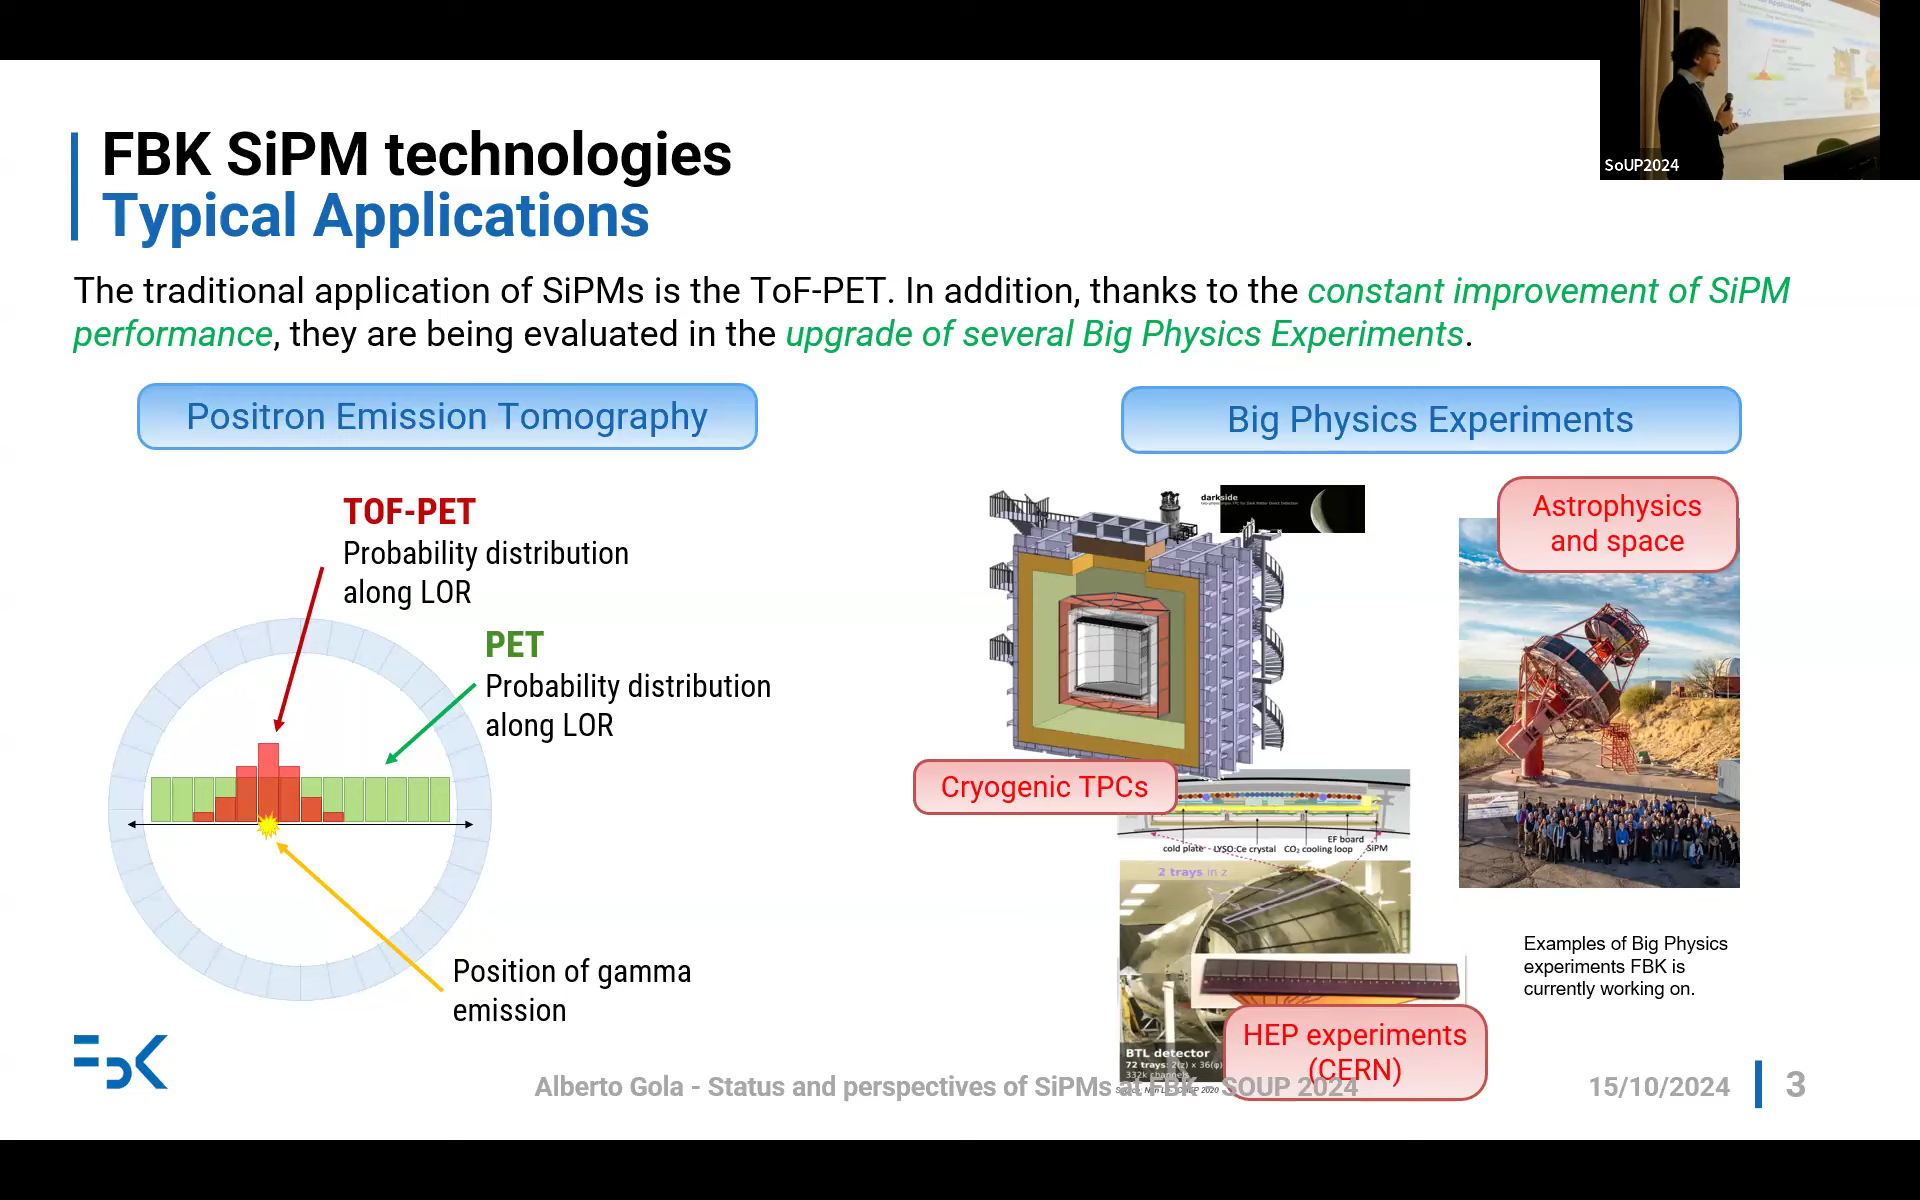 SoUP2024
FBK SiPM technologies
Typical Applications
The traditional application of SiPMs is the ToF-PET. In addition, thanks to the constant improvement of SiPM
performance, they are being evaluated in the upgrade of several Big Physics Experiments.
Positron Emission Tomography
TOF-PET
Probability distribution
along LOR
PET
Probability distribution
along LOR
Position of gamma
emission
Big Physics Experiments
darkside
Astrophysics
and space
Cryogenic TPCs
cold plate
LYSO:Ce crystal
CO₂ cooling loop
EF board
SiPM
2 trays in z
BTL detector
72 trays: 2(z) x 36(φ)
332k channels
HEP experiments
(CERN)
Examples of Big Physics
experiments FBK is
currently working on.
FBK
Alberto Gola - Status and perspectives of SiPMs at FBK - SOUP 2024
15/10/2024
3